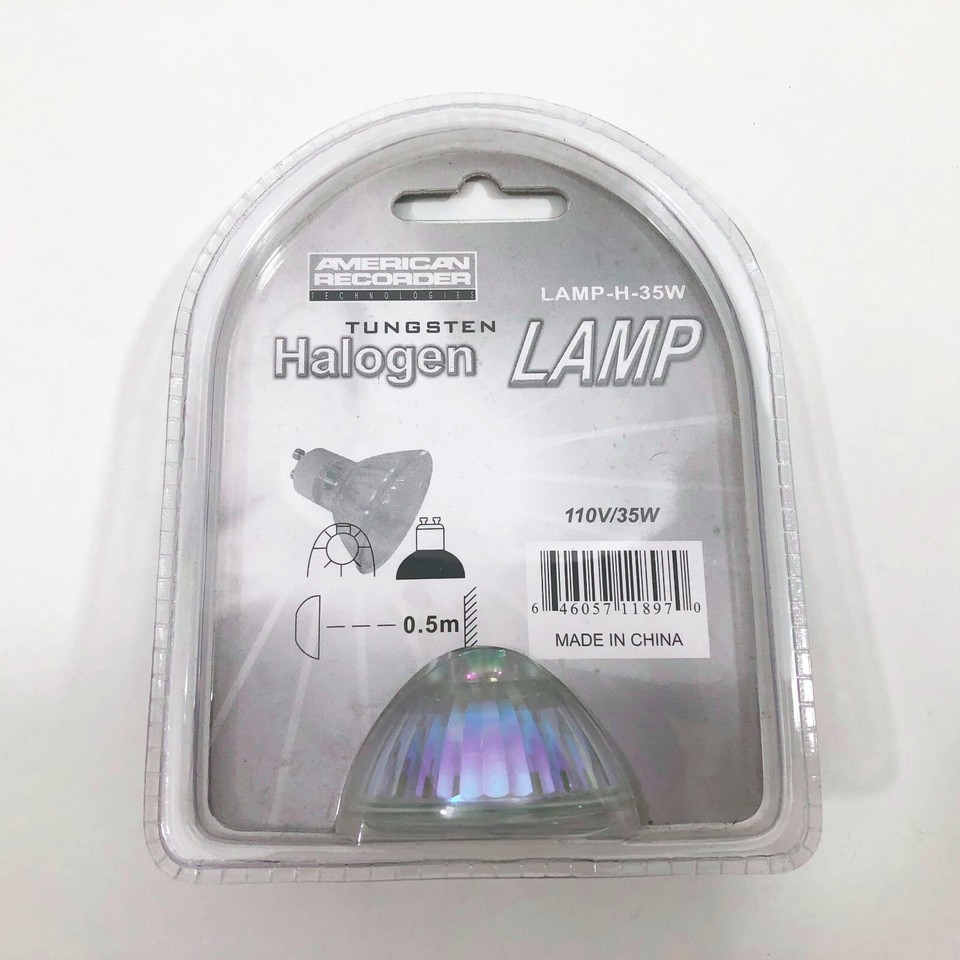 AMERICAN
RECORDER
TECHNOLOGIES
LAMP-H-35W
TUNGSTEN
Halogen LAMP
110V/35W
0.5m
6 46057 11897 0
MADE IN CHINA